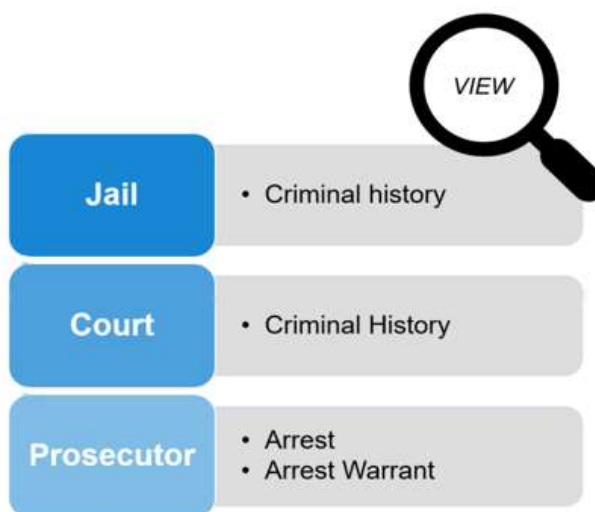 VIEW
Jail
• Criminal history
Court
• Criminal History
Prosecutor
• Arrest
• Arrest Warrant